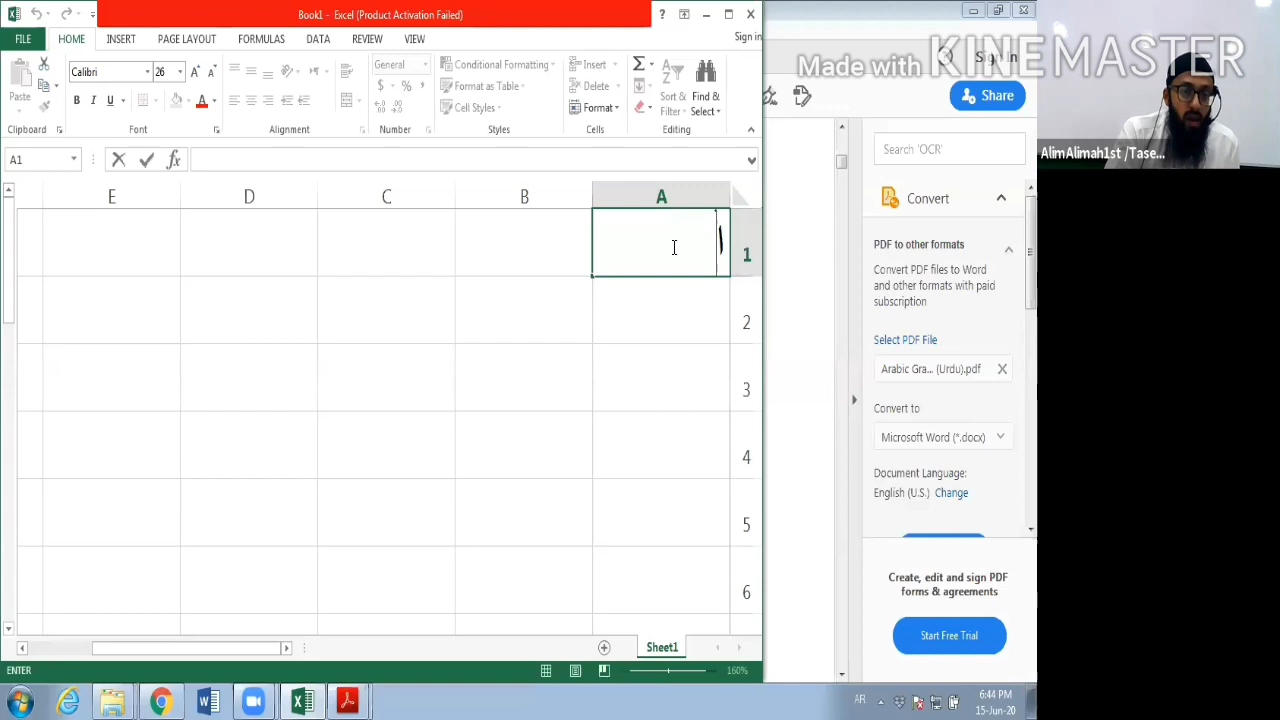 Book1 - Excel (Product Activation Failed)
?
FILE
HOME
INSERT
PAGE LAYOUT
FORMULAS
DATA
REVIEW
VIEW
Sign in
Calibri
26
General
Conditional Formatting
Insert
Format as Table
Delete
Cell Styles
Format
Paste
B I U
$ % ,
Sort & Filter
Find & Select
Clipboard
Font
Alignment
Number
Styles
Cells
Editing
A1
fx
E D C B A
ا
1
2
3
4
5
6
Sheet1
ENTER
160%
Made with KINEMASTER
Sign In
Share
AlimAlimah1st /Tase...
Search 'OCR'
Convert
PDF to other formats
Convert PDF files to Word
and other formats with paid
subscription
Select PDF File
Arabic Gra... (Urdu).pdf
Convert to
Microsoft Word (*.docx)
Document Language:
English (U.S.) Change
Create, edit and sign PDF
forms & agreements
Start Free Trial
AR
6:44 PM
15-Jun-20